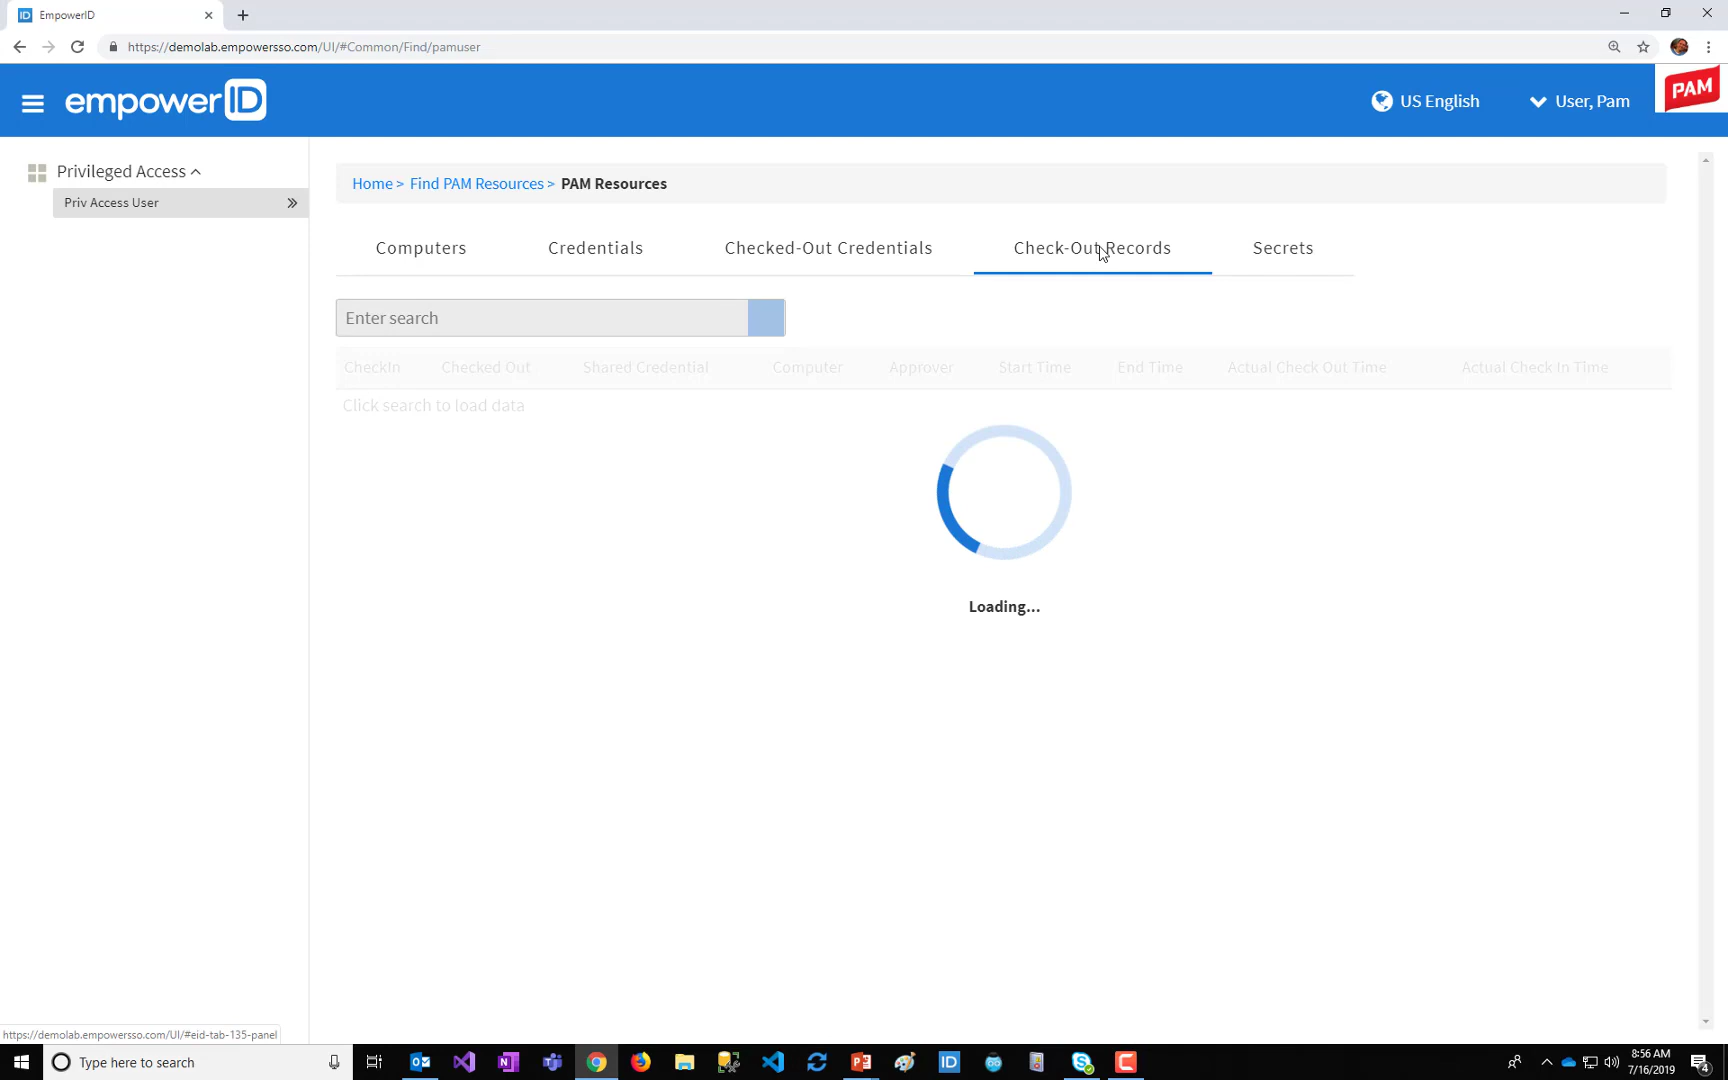 EmpowerID
https://demolab.empowersso.com/UI/#Common/Find/pamuser
empowerID
US English
User, Pam
PAM
Privileged Access
Priv Access User
Home > Find PAM Resources > PAM Resources
Computers Credentials Checked-Out Credentials Check-Out Records Secrets
Enter search
CheckIn Checked Out Shared Credential Computer Approver Start Time End Time Actual Check Out Time Actual Check In Time
Click search to load data
Loading...
https://demolab.empowersso.com/UI/#eid-tab-135-panel
Type here to search
8:56 AM
7/16/2019
4